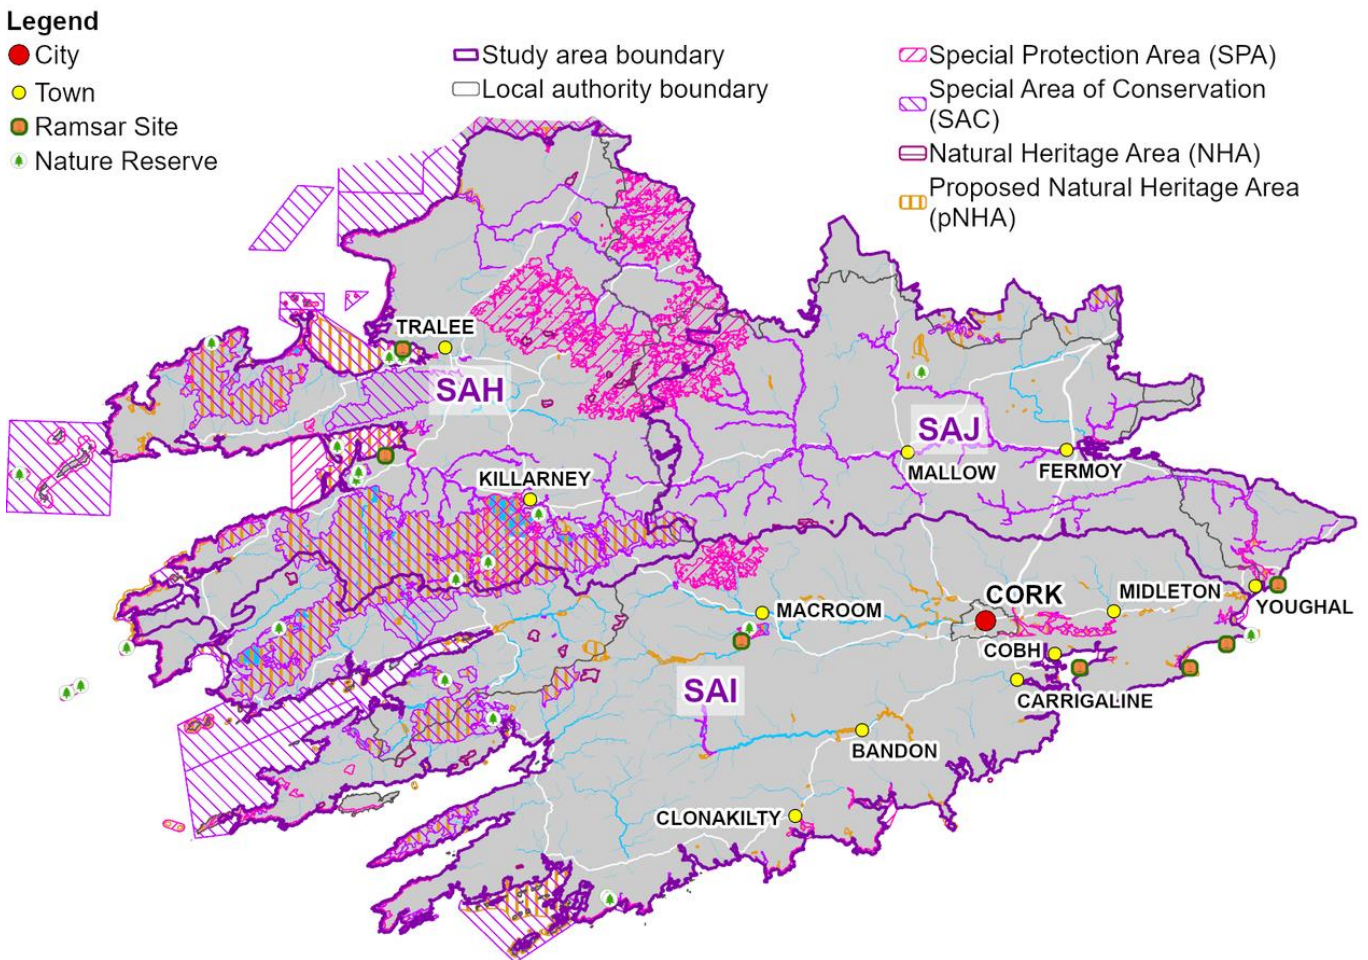 Legend
City
Town
Ramsar Site
Nature Reserve
Study area boundary
Local authority boundary
Special Protection Area (SPA)
Special Area of Conservation
(SAC)
Natural Heritage Area (NHA)
Proposed Natural Heritage Area
(pNHA)
TRALEE
SAH
SAJ
MALLOW
FERMOY
KILLARNEY
CORK
MIDLETON
YOUGHAL
MACROOM
COBH
SAI
CARRIGALINE
BANDON
CLONAKILTY